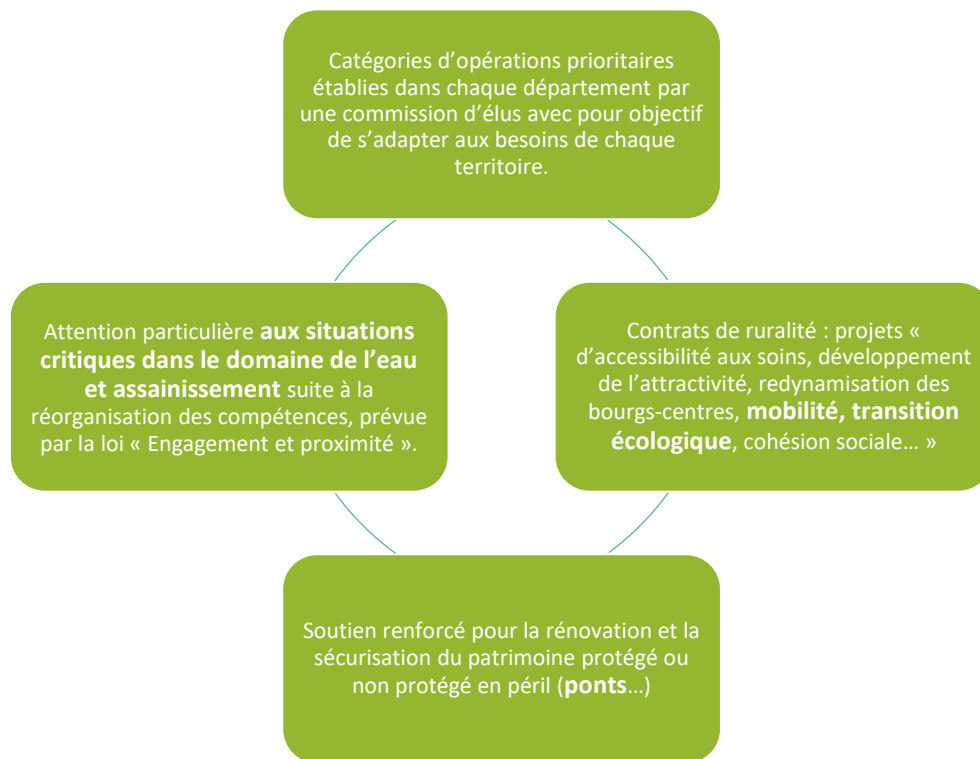 Catégories d’opérations prioritaires
établies dans chaque département par
une commission d’élus avec pour objectif
de s’adapter aux besoins de chaque
territoire.
Attention particulière aux situations
critiques dans le domaine de l’eau
et assainissement suite à la
réorganisation des compétences, prévue
par la loi « Engagement et proximité ».
Contrats de ruralité : projets «
d’accessibilité aux soins, développement
de l’attractivité, redynamisation des
bourgs-centres, mobilité, transition
écologique, cohésion sociale… »
Soutien renforcé pour la rénovation et la
sécurisation du patrimoine protégé ou
non protégé en péril (ponts…)